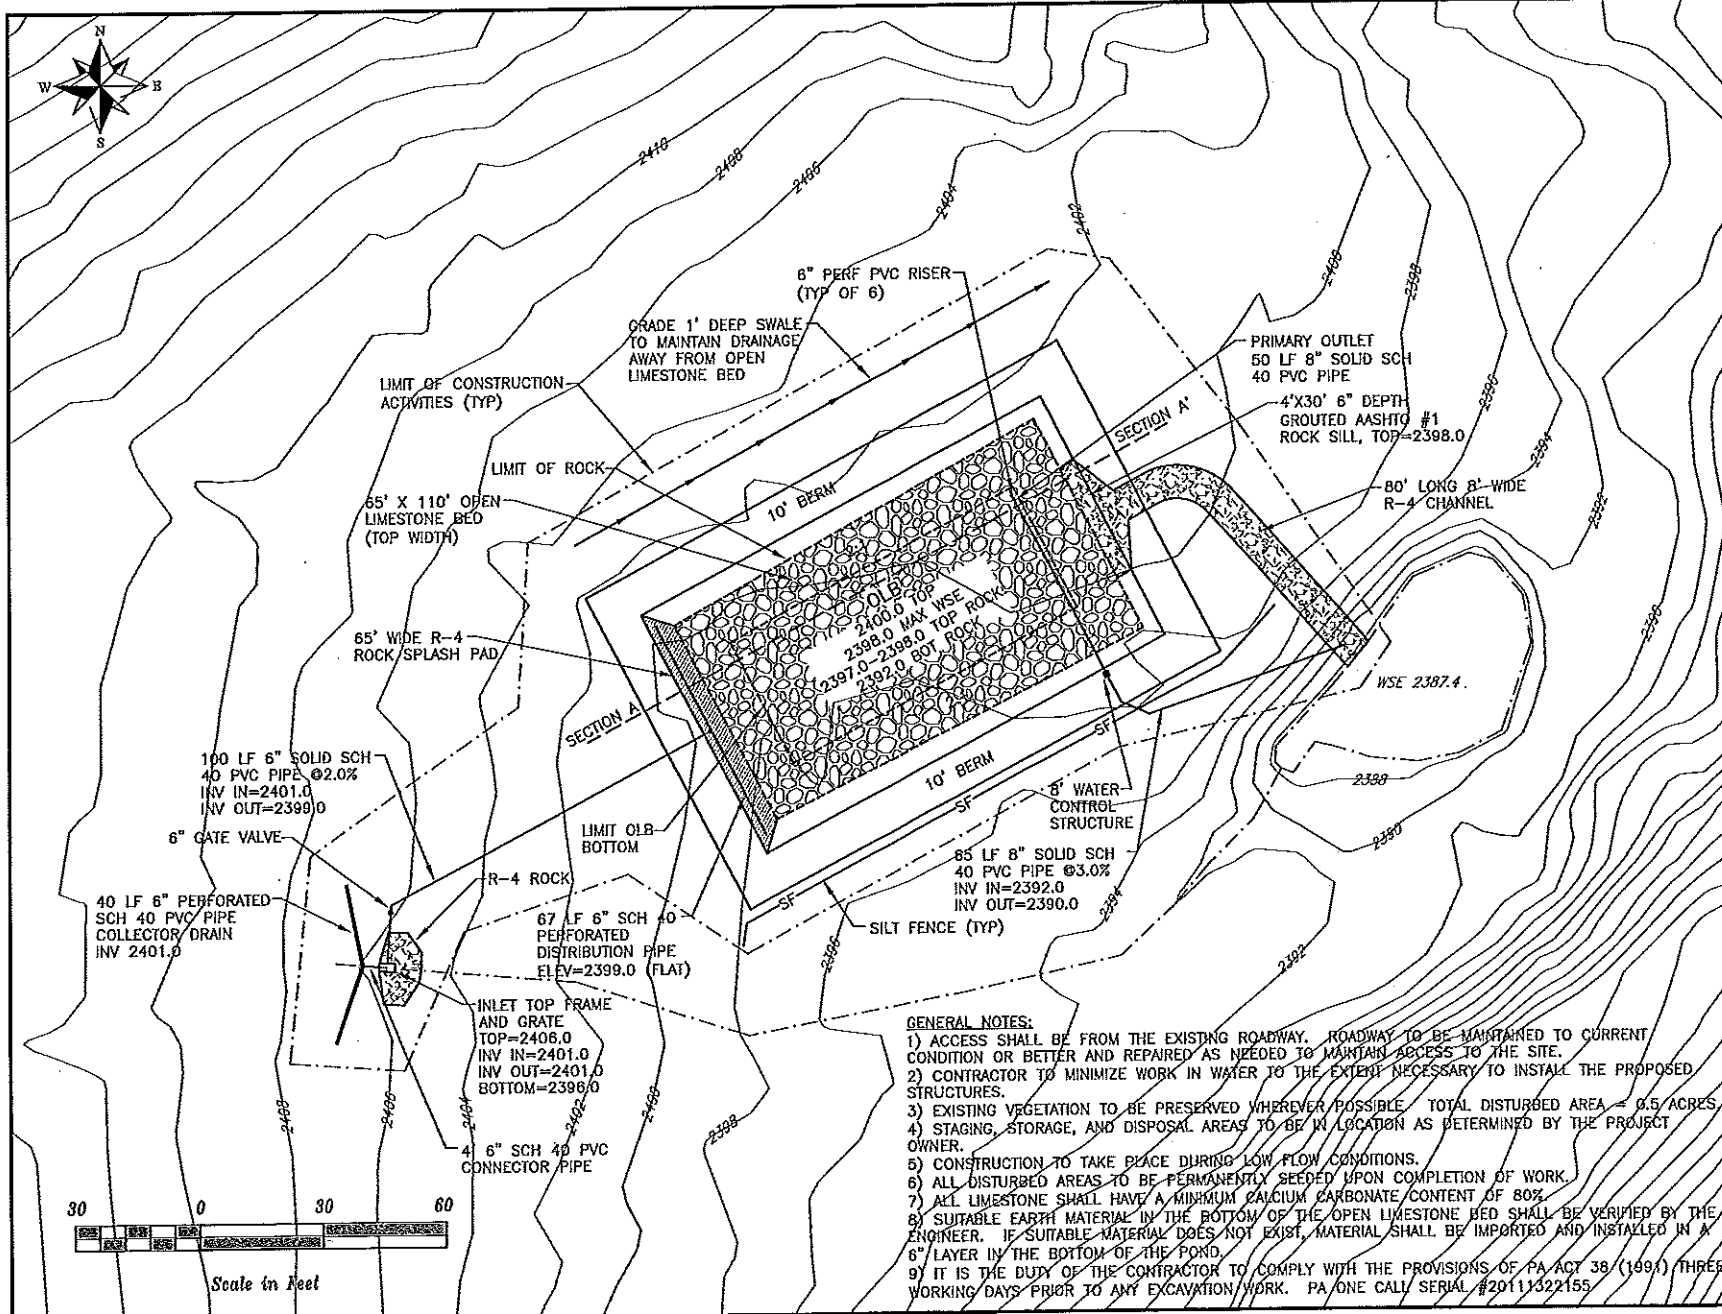 N
W E
S
2410
2408
2406
2404
2402
2400
2398
2396
2394
2392
2390
6" PERF PVC RISER
(TYP OF 6)
GRADE 1' DEEP SWALE
TO MAINTAIN DRAINAGE
AWAY FROM OPEN
LIMESTONE BED
LIMIT OF CONSTRUCTION
ACTIVITIES (TYP)
PRIMARY OUTLET
50 LF 8" SOLID SCH
40 PVC PIPE
4'X30' 6" DEPTH
GROUTED AASHTO #1
ROCK SILL, TOP=2398.0
SECTION A'
LIMIT OF ROCK
10' BERM
80' LONG 8' WIDE
R-4 CHANNEL
65' X 110' OPEN
LIMESTONE BED
(TOP WIDTH)
OLB
2400.0 TOP
2398.0 MAX WSE
2397.0-2398.0 TOP ROCK
2392.0 BOT ROCK
65' WIDE R-4
ROCK SPLASH PAD
WSE 2387.4
SECTION A
100 LF 6" SOLID SCH
40 PVC PIPE @2.0%
INV IN=2401.0
INV OUT=2399.0
10' BERM
SF
SF
SF
2388
2390
8' WATER
CONTROL
STRUCTURE
LIMIT OLB
BOTTOM
6" GATE VALVE
65 LF 8" SOLID SCH
40 PVC PIPE @3.0%
INV IN=2392.0
INV OUT=2390.0
R-4 ROCK
40 LF 6" PERFORATED
SCH 40 PVC PIPE
COLLECTOR DRAIN
INV 2401.0
67 LF 6" SCH 40
PERFORATED
DISTRIBUTION PIPE
ELEV=2399.0 (FLAT)
SILT FENCE (TYP)
2394
2396
2392
INLET TOP FRAME
AND GRATE
TOP=2406.0
INV IN=2401.0
INV OUT=2401.0
BOTTOM=2396.0
2408
2406
2404
2402
2400
2398
4 6" SCH 40 PVC
CONNECTOR PIPE
30 0 30 60
Scale in Feet
GENERAL NOTES:
1) ACCESS SHALL BE FROM THE EXISTING ROADWAY. ROADWAY TO BE MAINTAINED TO CURRENT
CONDITION OR BETTER AND REPAIRED AS NEEDED TO MAINTAIN ACCESS TO THE SITE.
2) CONTRACTOR TO MINIMIZE WORK IN WATER TO THE EXTENT NECESSARY TO INSTALL THE PROPOSED
STRUCTURES.
3) EXISTING VEGETATION TO BE PRESERVED WHEREVER POSSIBLE. TOTAL DISTURBED AREA = 0.5 ACRES.
4) STAGING, STORAGE, AND DISPOSAL AREAS TO BE IN LOCATION AS DETERMINED BY THE PROJECT
OWNER.
5) CONSTRUCTION TO TAKE PLACE DURING LOW FLOW CONDITIONS.
6) ALL DISTURBED AREAS TO BE PERMANENTLY SEEDED UPON COMPLETION OF WORK.
7) ALL LIMESTONE SHALL HAVE A MINIMUM CALCIUM CARBONATE CONTENT OF 80%.
8) SUITABLE EARTH MATERIAL IN THE BOTTOM OF THE OPEN LIMESTONE BED SHALL BE VERIFIED BY THE
ENGINEER. IF SUITABLE MATERIAL DOES NOT EXIST, MATERIAL SHALL BE IMPORTED AND INSTALLED IN A
6" LAYER IN THE BOTTOM OF THE POND.
9) IT IS THE DUTY OF THE CONTRACTOR TO COMPLY WITH THE PROVISIONS OF PA ACT 38 (1991) THREE
WORKING DAYS PRIOR TO ANY EXCAVATION WORK. PA ONE CALL SERIAL #20111322155